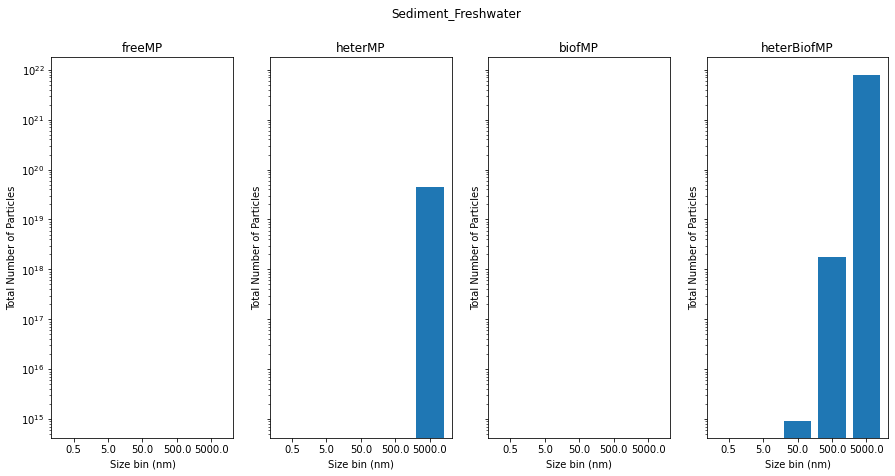 Sediment_Freshwater
freeMP
heterMP
biofMP
heterBiofMP
Total Number of Particles
10^22
10^21
10^20
10^19
10^18
10^17
10^16
10^15
0.5 5.0 50.0 500.0 5000.0
Size bin (nm)
Total Number of Particles
0.5 5.0 50.0 500.0 5000.0
Size bin (nm)
Total Number of Particles
0.5 5.0 50.0 500.0 5000.0
Size bin (nm)
Total Number of Particles
0.5 5.0 50.0 500.0 5000.0
Size bin (nm)